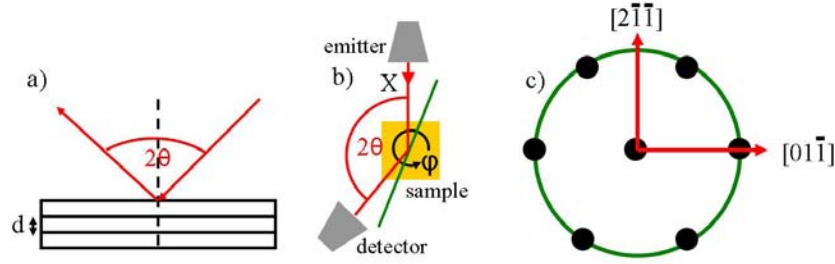 a)
2θ
d
emitter
b)
X
2θ
φ
sample
detector
c)
[21̄1̄]
[011̄]